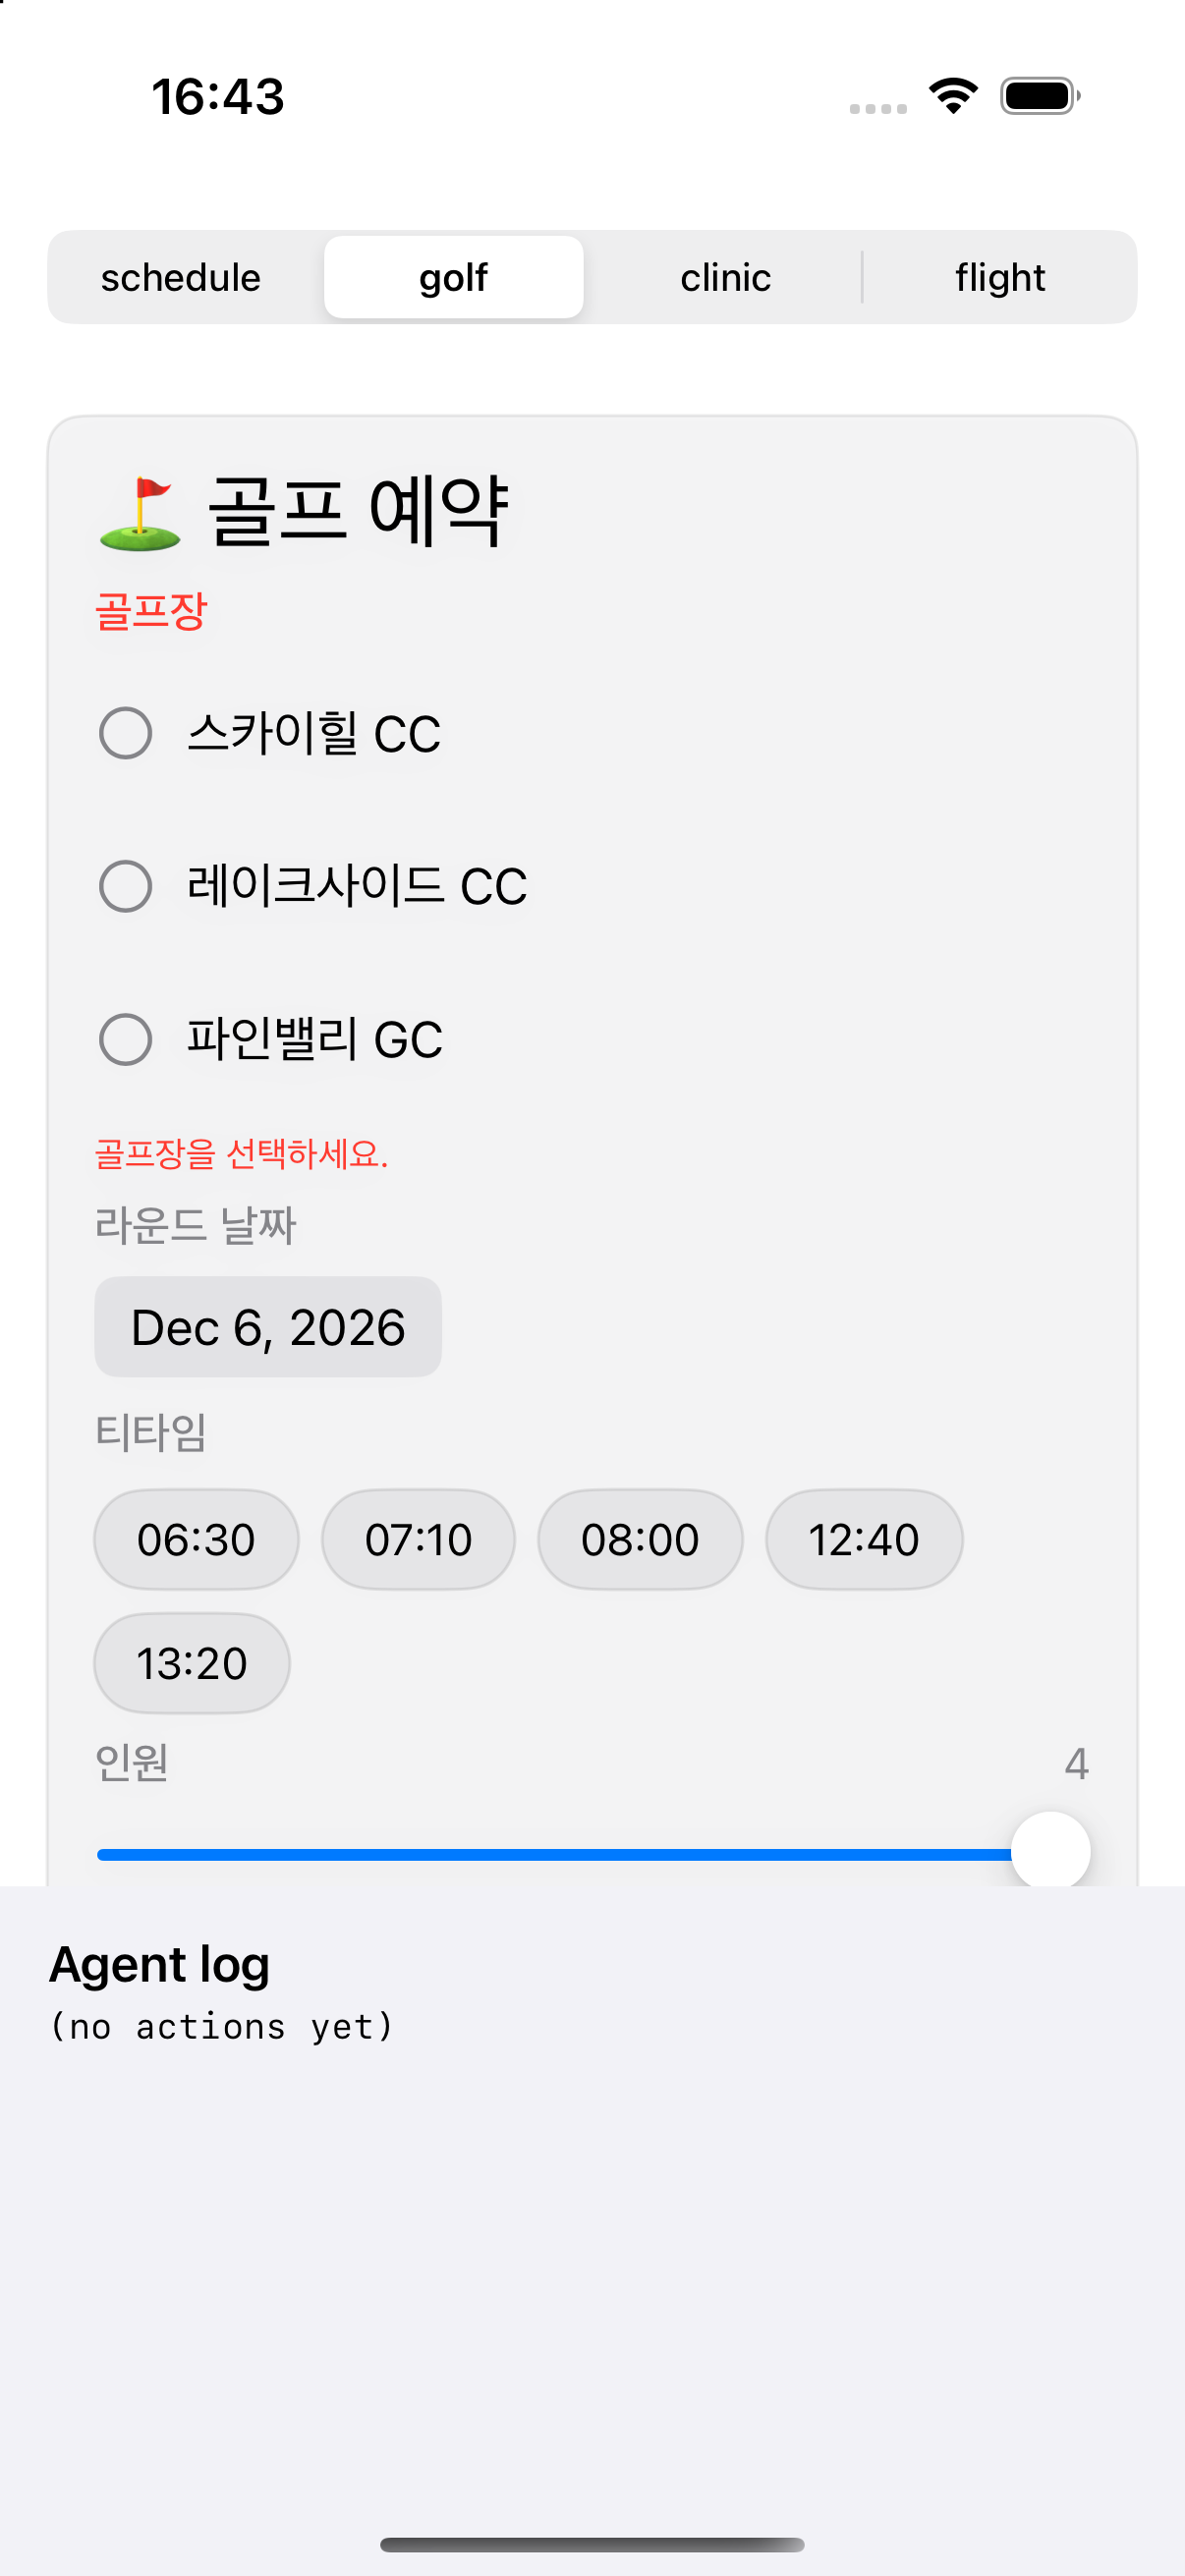 16:43
schedule golf clinic flight
⛳ 골프 예약
골프장
스카이힐 CC
레이크사이드 CC
파인밸리 GC
골프장을 선택하세요.
라운드 날짜
Dec 6, 2026
티타임
06:30 07:10 08:00 12:40
13:20
인원 4
Agent log
(no actions yet)